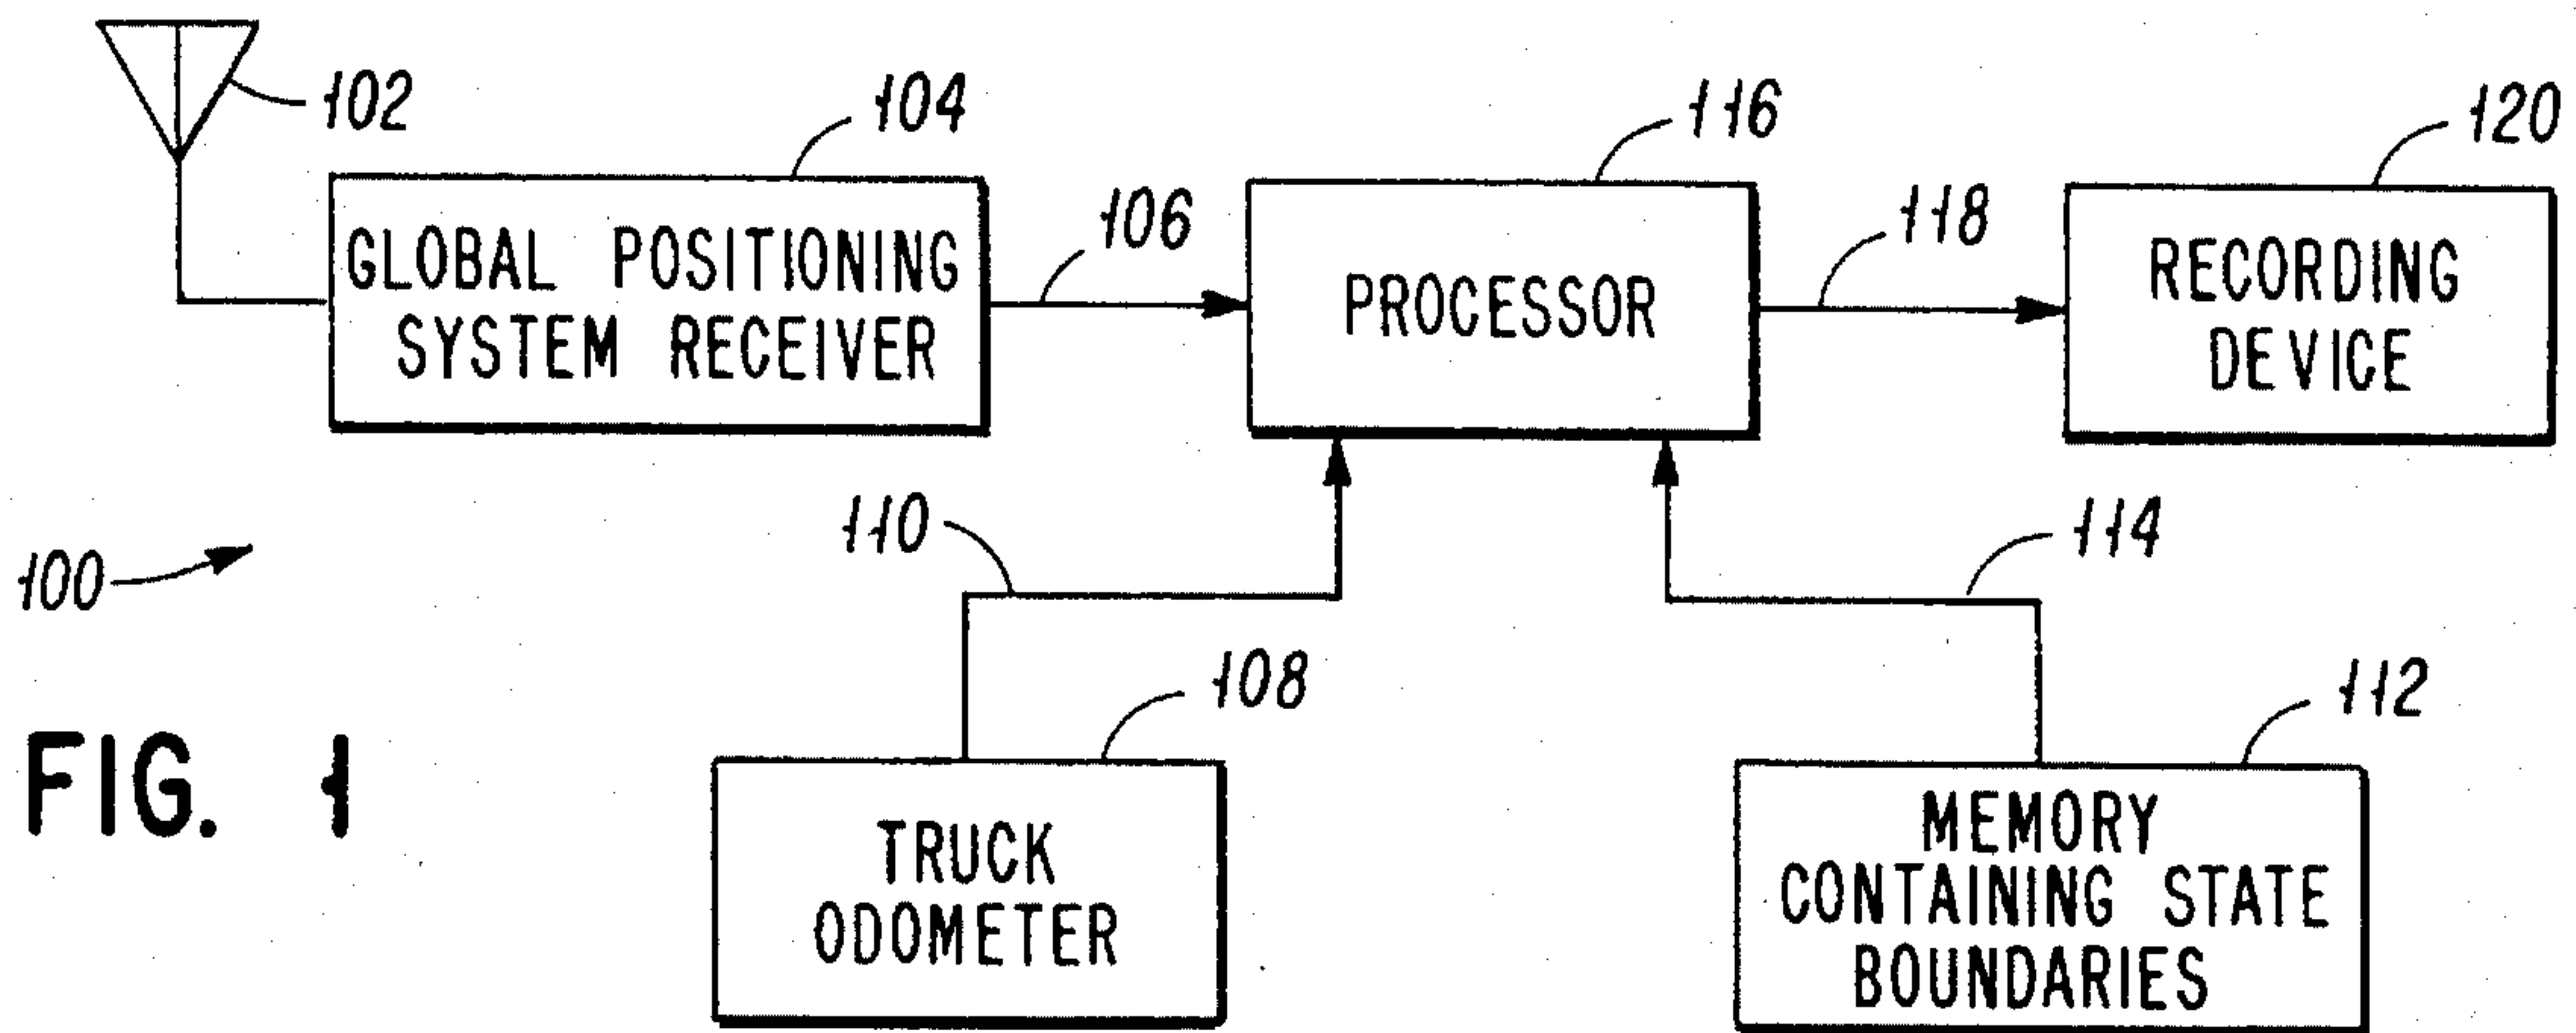 102
104
116
120
GLOBAL POSITIONING
SYSTEM RECEIVER
106
PROCESSOR
118
RECORDING
DEVICE
110
114
100
108
112
FIG. 1
TRUCK
ODOMETER
MEMORY
CONTAINING STATE
BOUNDARIES